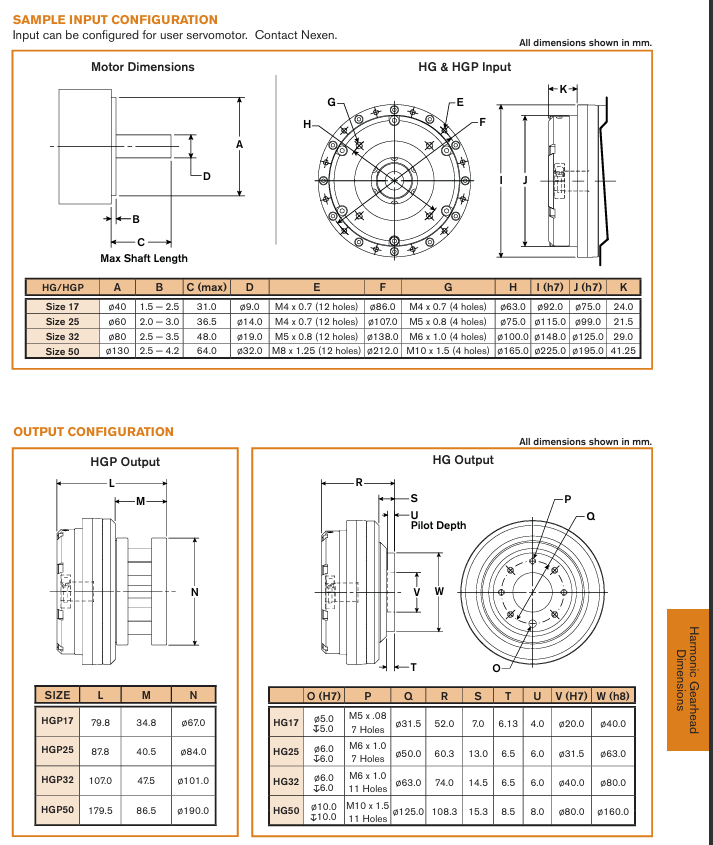 SAMPLE INPUT CONFIGURATION
Input can be configured for user servomotor.  Contact Nexen.
All dimensions shown in mm.
Motor Dimensions
HG & HGP Input
A
D
B
C
Max Shaft Length
G
E
H
F
K
I
J
HG/HGP A B C (max) D E F G H I (h7) J (h7) K
Size 17 ø40 1.5 – 2.5 31.0 ø9.0 M4 x 0.7 (12 holes) ø86.0 M4 x 0.7 (4 holes) ø63.0 ø92.0 ø75.0 24.0
Size 25 ø60 2.0 – 3.0 36.5 ø14.0 M4 x 0.7 (12 holes) ø107.0 M5 x 0.8 (4 holes) ø75.0 ø115.0 ø99.0 21.5
Size 32 ø80 2.5 – 3.5 48.0 ø19.0 M5 x 0.8 (12 holes) ø138.0 M6 x 1.0 (4 holes) ø100.0 ø148.0 ø125.0 29.0
Size 50 ø130 2.5 – 4.2 64.0 ø32.0 M8 x 1.25 (12 holes) ø212.0 M10 x 1.5 (4 holes) ø165.0 ø225.0 ø195.0 41.25
OUTPUT CONFIGURATION
All dimensions shown in mm.
HGP Output
L
M
N
SIZE L M N
HGP17 79.8 34.8 ø67.0
HGP25 87.8 40.5 ø84.0
HGP32 107.0 47.5 ø101.0
HGP50 179.5 86.5 ø190.0
HG Output
R
S
U
Pilot Depth
P
Q
V
W
T
O
O (H7) P Q R S T U V (H7) W (h8)
HG17 ø5.0 ↧5.0 M5 x .08 7 Holes ø31.5 52.0 7.0 6.13 4.0 ø20.0 ø40.0
HG25 ø6.0 ↧6.0 M6 x 1.0 7 Holes ø50.0 60.3 13.0 6.5 6.0 ø31.5 ø63.0
HG32 ø6.0 ↧6.0 M6 x 1.0 11 Holes ø63.0 74.0 14.5 6.5 6.0 ø40.0 ø80.0
HG50 ø10.0 ↧10.0 M10 x 1.5 11 Holes ø125.0 108.3 15.3 8.5 8.0 ø80.0 ø160.0
Harmonic Gearhead
Dimensions